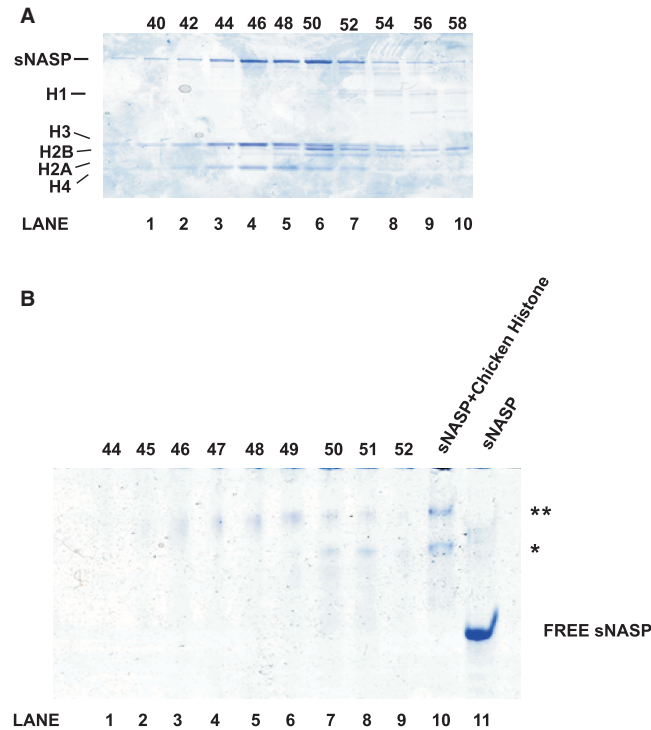 A
40 42 44 46 48 50 52 54 56 58
sNASP
H1
H3
H2B
H2A
H4
LANE 1 2 3 4 5 6 7 8 9 10
B
sNASP+Chicken Histone
sNASP
44 45 46 47 48 49 50 51 52
**
*
FREE sNASP
LANE 1 2 3 4 5 6 7 8 9 10 11